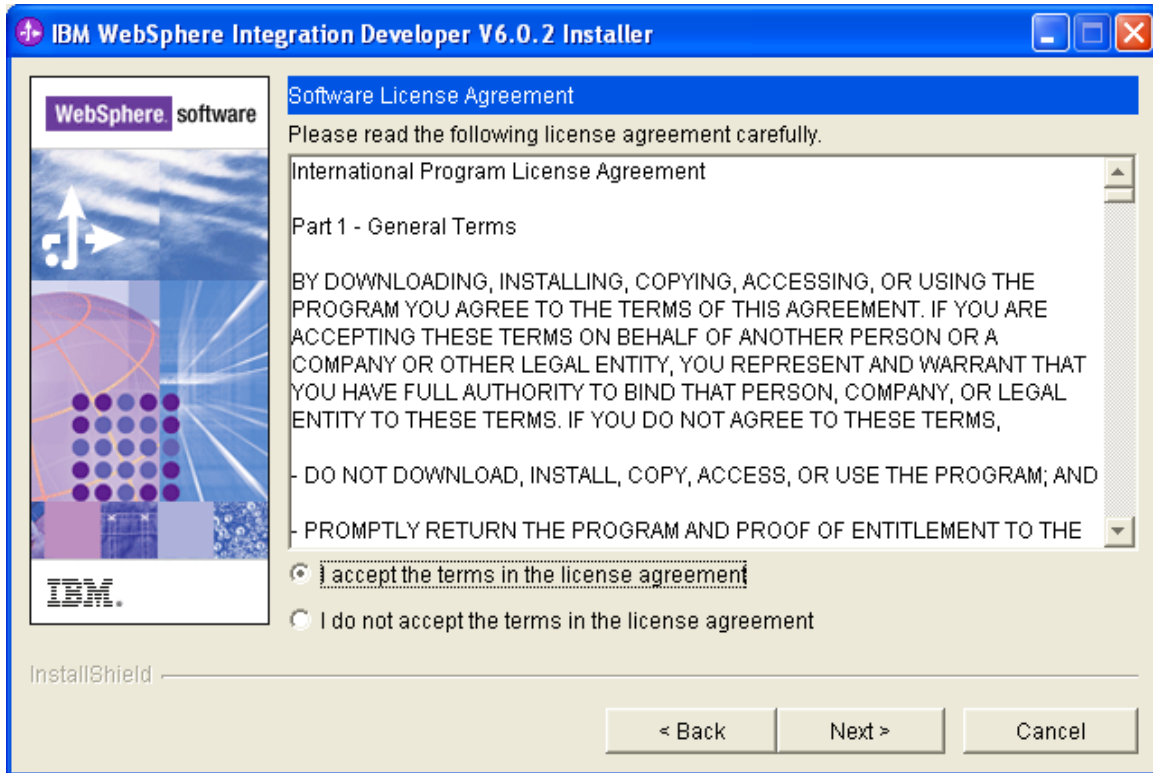 IBM WebSphere Integration Developer V6.0.2 Installer
WebSphere. software
Software License Agreement
Please read the following license agreement carefully.
International Program License Agreement
Part 1 - General Terms
BY DOWNLOADING, INSTALLING, COPYING, ACCESSING, OR USING THE
PROGRAM YOU AGREE TO THE TERMS OF THIS AGREEMENT. IF YOU ARE
ACCEPTING THESE TERMS ON BEHALF OF ANOTHER PERSON OR A
COMPANY OR OTHER LEGAL ENTITY, YOU REPRESENT AND WARRANT THAT
YOU HAVE FULL AUTHORITY TO BIND THAT PERSON, COMPANY, OR LEGAL
ENTITY TO THESE TERMS. IF YOU DO NOT AGREE TO THESE TERMS,
- DO NOT DOWNLOAD, INSTALL, COPY, ACCESS, OR USE THE PROGRAM; AND
- PROMPTLY RETURN THE PROGRAM AND PROOF OF ENTITLEMENT TO THE
IBM.
I accept the terms in the license agreement
I do not accept the terms in the license agreement
InstallShield
< Back
Next >
Cancel